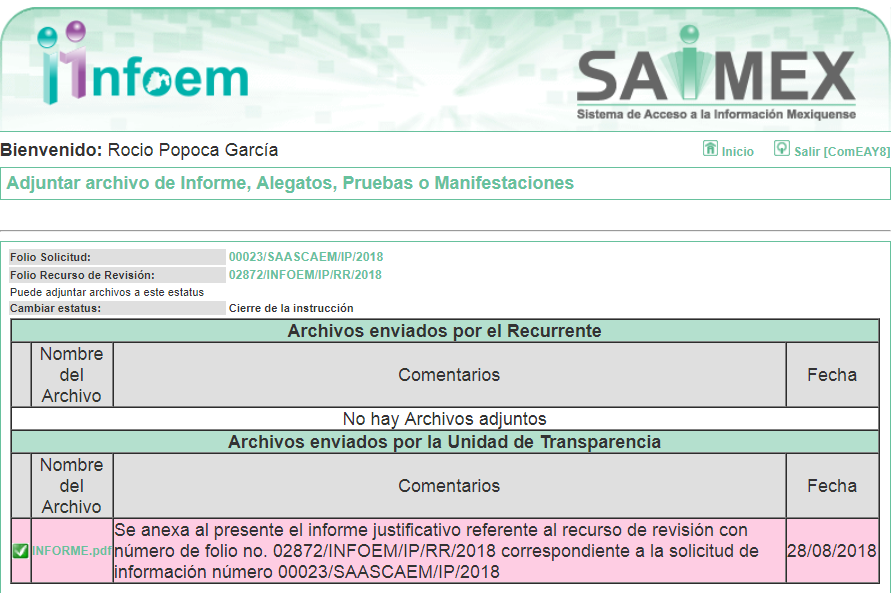 infoem
SAIMEX
Sistema de Acceso a la Información Mexiquense
Bienvenido: Rocio Popoca García
Inicio Salir [ComEAY8]
Adjuntar archivo de Informe, Alegatos, Pruebas o Manifestaciones
Folio Solicitud: 00023/SAASCAEM/IP/2018
Folio Recurso de Revisión: 02872/INFOEM/IP/RR/2018
Puede adjuntar archivos a este estatus
Cambiar estatus: Cierre de la instrucción
Archivos enviados por el Recurrente
Nombre
del
Archivo
Comentarios
Fecha
No hay Archivos adjuntos
Archivos enviados por la Unidad de Transparencia
Nombre
del
Archivo
Comentarios
Fecha
INFORME.pdf
Se anexa al presente el informe justificativo referente al recurso de revisión con
número de folio no. 02872/INFOEM/IP/RR/2018 correspondiente a la solicitud de
información número 00023/SAASCAEM/IP/2018
28/08/2018